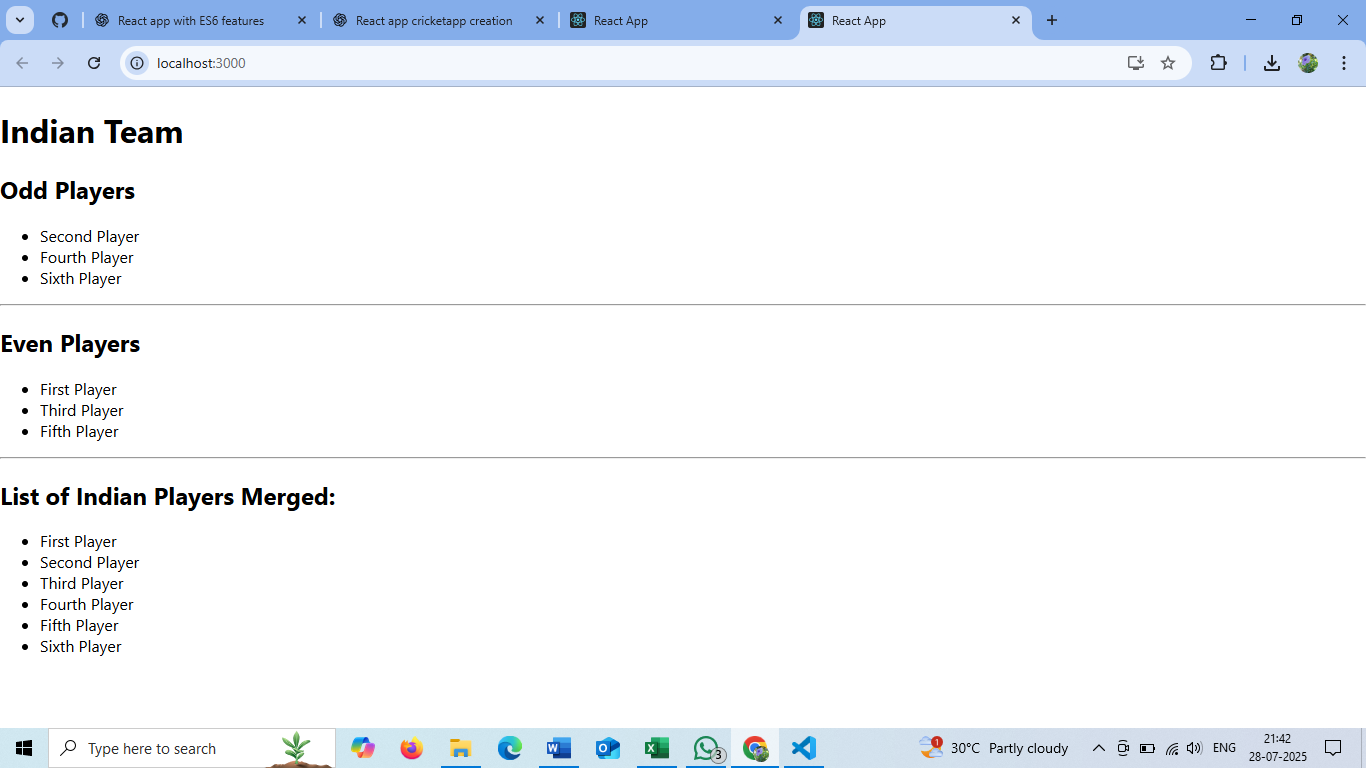 React app with ES6 features
React app cricketapp creation
React App
React App
localhost:3000
Indian Team
Odd Players
Second Player
Fourth Player
Sixth Player
Even Players
First Player
Third Player
Fifth Player
List of Indian Players Merged:
First Player
Second Player
Third Player
Fourth Player
Fifth Player
Sixth Player
Type here to search
3
1
30°C Partly cloudy
ENG
21:42
28-07-2025